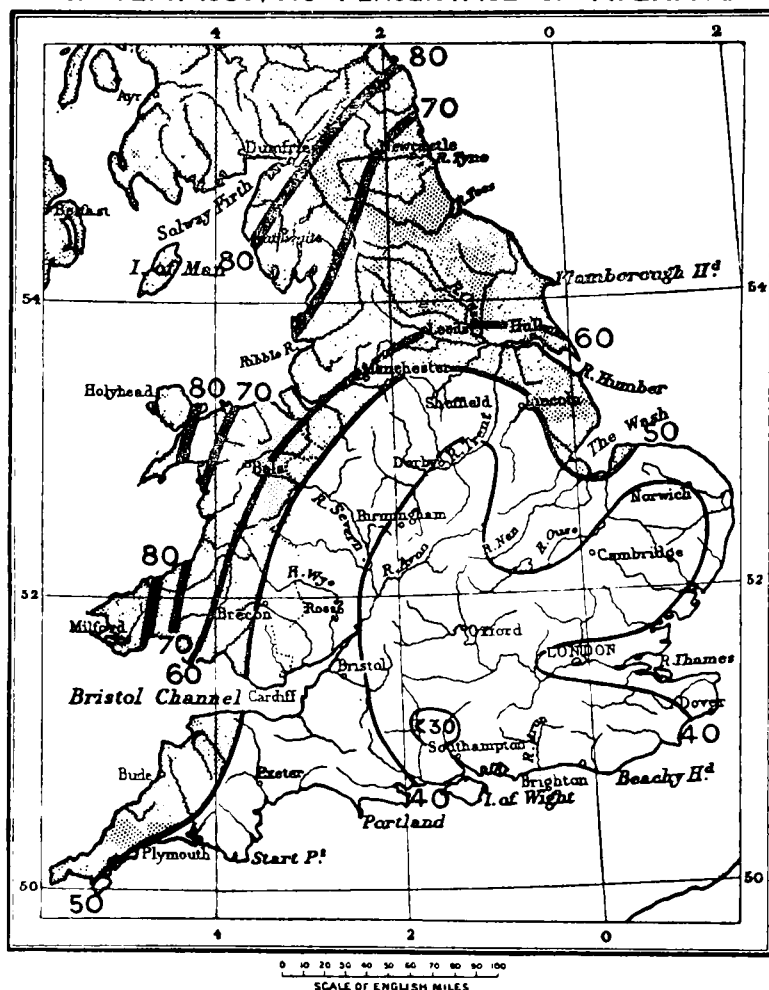 4 2 0 2
80
Ayr
70
Dumfries
Newcastle
R. Tyne
R. Tees
Belfast
Solway Firth
I. of Man
80
Flamborough H.d
54
54
R. Ouse
Leeds
Hull
Ribble R.
60
Manchester
R. Humber
Holyhead
80
70
Sheffield
Lincoln
The Wash
50
R. Trent
Bala
Derby
Norwich
R. Severn
Birmingham
R. Nen
R. Ouse
Cambridge
80
R. Avon
R. Wye
52
52
Brecon
Ross
Milford
Oxford
70
LONDON
60
R. Thames
Bristol
Bristol Channel
Cardiff
Dover
<30
40
Southampton
Bude
Exeter
Brighton
Beachy H.d
40
I. of Wight
Portland
Plymouth
Start P.t
50
50
50
4 2 0
0 10 20 30 40 50 60 70 80 90 100
SCALE OF ENGLISH MILES